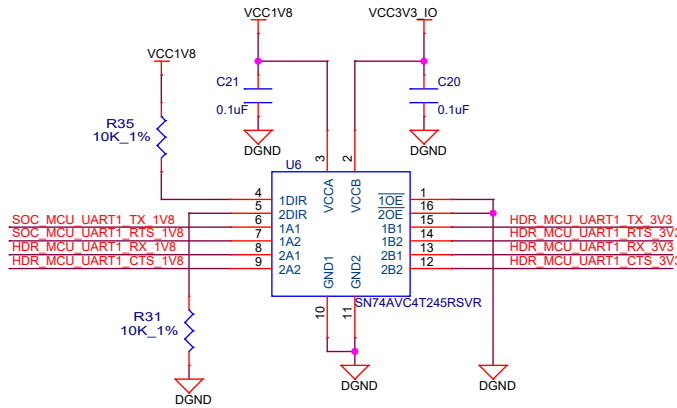 VCC1V8
VCC3V3_IO
VCC1V8
C21
0.1uF
C20
0.1uF
R35
10K_1%
DGND
DGND
U6
3
2
VCCA
VCCB
4
1DIR
1OE
1
5
2DIR
2OE
16
SOC_MCU_UART1_TX_1V8
6
1A1
1B1
15
HDR_MCU_UART1_TX_3V3
SOC_MCU_UART1_RTS_1V8
7
1A2
1B2
14
HDR_MCU_UART1_RTS_3V3
HDR_MCU_UART1_RX_1V8
8
2A1
2B1
13
HDR_MCU_UART1_RX_3V3
HDR_MCU_UART1_CTS_1V8
9
2A2
2B2
12
HDR_MCU_UART1_CTS_3V3
GND1
GND2
SN74AVC4T245RSVR
10
11
R31
10K_1%
DGND
DGND
DGND